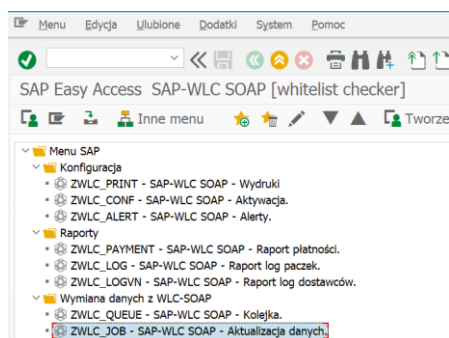 Menu Edycja Ulubione Dodatki System Pomoc
SAP Easy Access SAP-WLC SOAP [whitelist checker]
Inne menu Tworze
Menu SAP
Konfiguracja
ZWLC_PRINT - SAP-WLC SOAP - Wydruki
ZWLC_CONF - SAP-WLC SOAP - Aktywacja.
ZWLC_ALERT - SAP-WLC SOAP - Alerty.
Raporty
ZWLC_PAYMENT - SAP-WLC SOAP - Raport płatności.
ZWLC_LOG - SAP-WLC SOAP - Raport log paczek.
ZWLC_LOGVN - SAP-WLC SOAP - Raport log dostawców.
Wymiana danych z WLC-SOAP
ZWLC_QUEUE - SAP-WLC SOAP - Kolejka.
ZWLC_JOB - SAP-WLC SOAP - Aktualizacja danych.